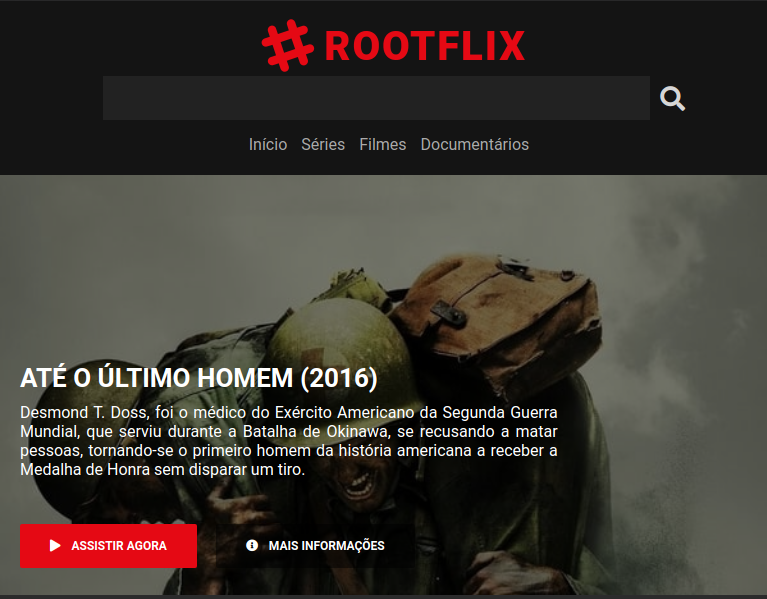 ROOTFLIX
Início Séries Filmes Documentários
ATÉ O ÚLTIMO HOMEM (2016)
Desmond T. Doss, foi o médico do Exército Americano da Segunda Guerra
Mundial, que serviu durante a Batalha de Okinawa, se recusando a matar
pessoas, tornando-se o primeiro homem da história americana a receber a
Medalha de Honra sem disparar um tiro.
ASSISTIR AGORA MAIS INFORMAÇÕES